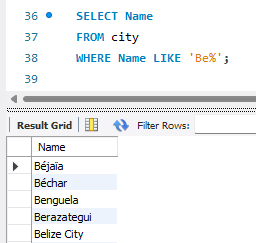 36 SELECT Name
37 FROM city
38 WHERE Name LIKE 'Be%';
39
Result Grid Filter Rows:
Name
Béjaïa
Béchar
Benguela
Berazategui
Belize City